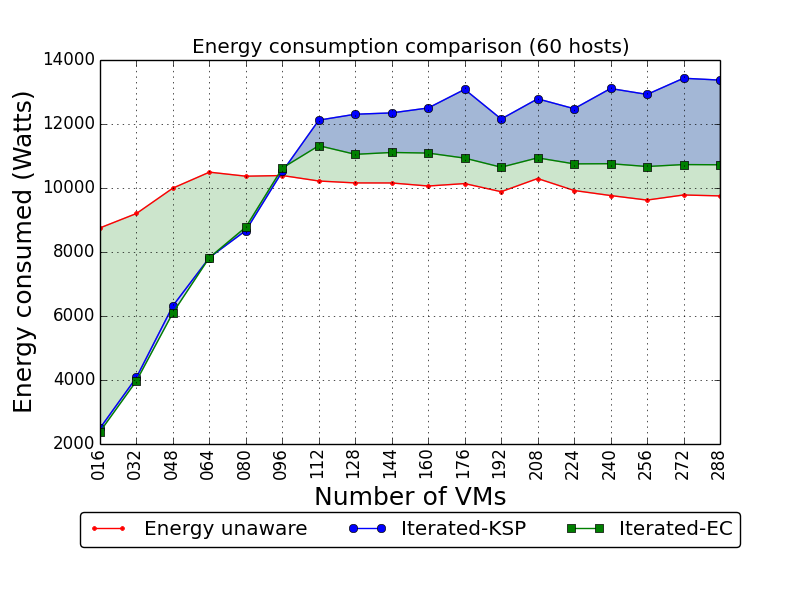 Energy consumption comparison (60 hosts)
14000
12000
10000
8000
6000
4000
2000
Energy consumed (Watts)
016 032 048 064 080 096 112 128 144 160 176 192 208 224 240 256 272 288
Number of VMs
Energy unaware Iterated-KSP Iterated-EC